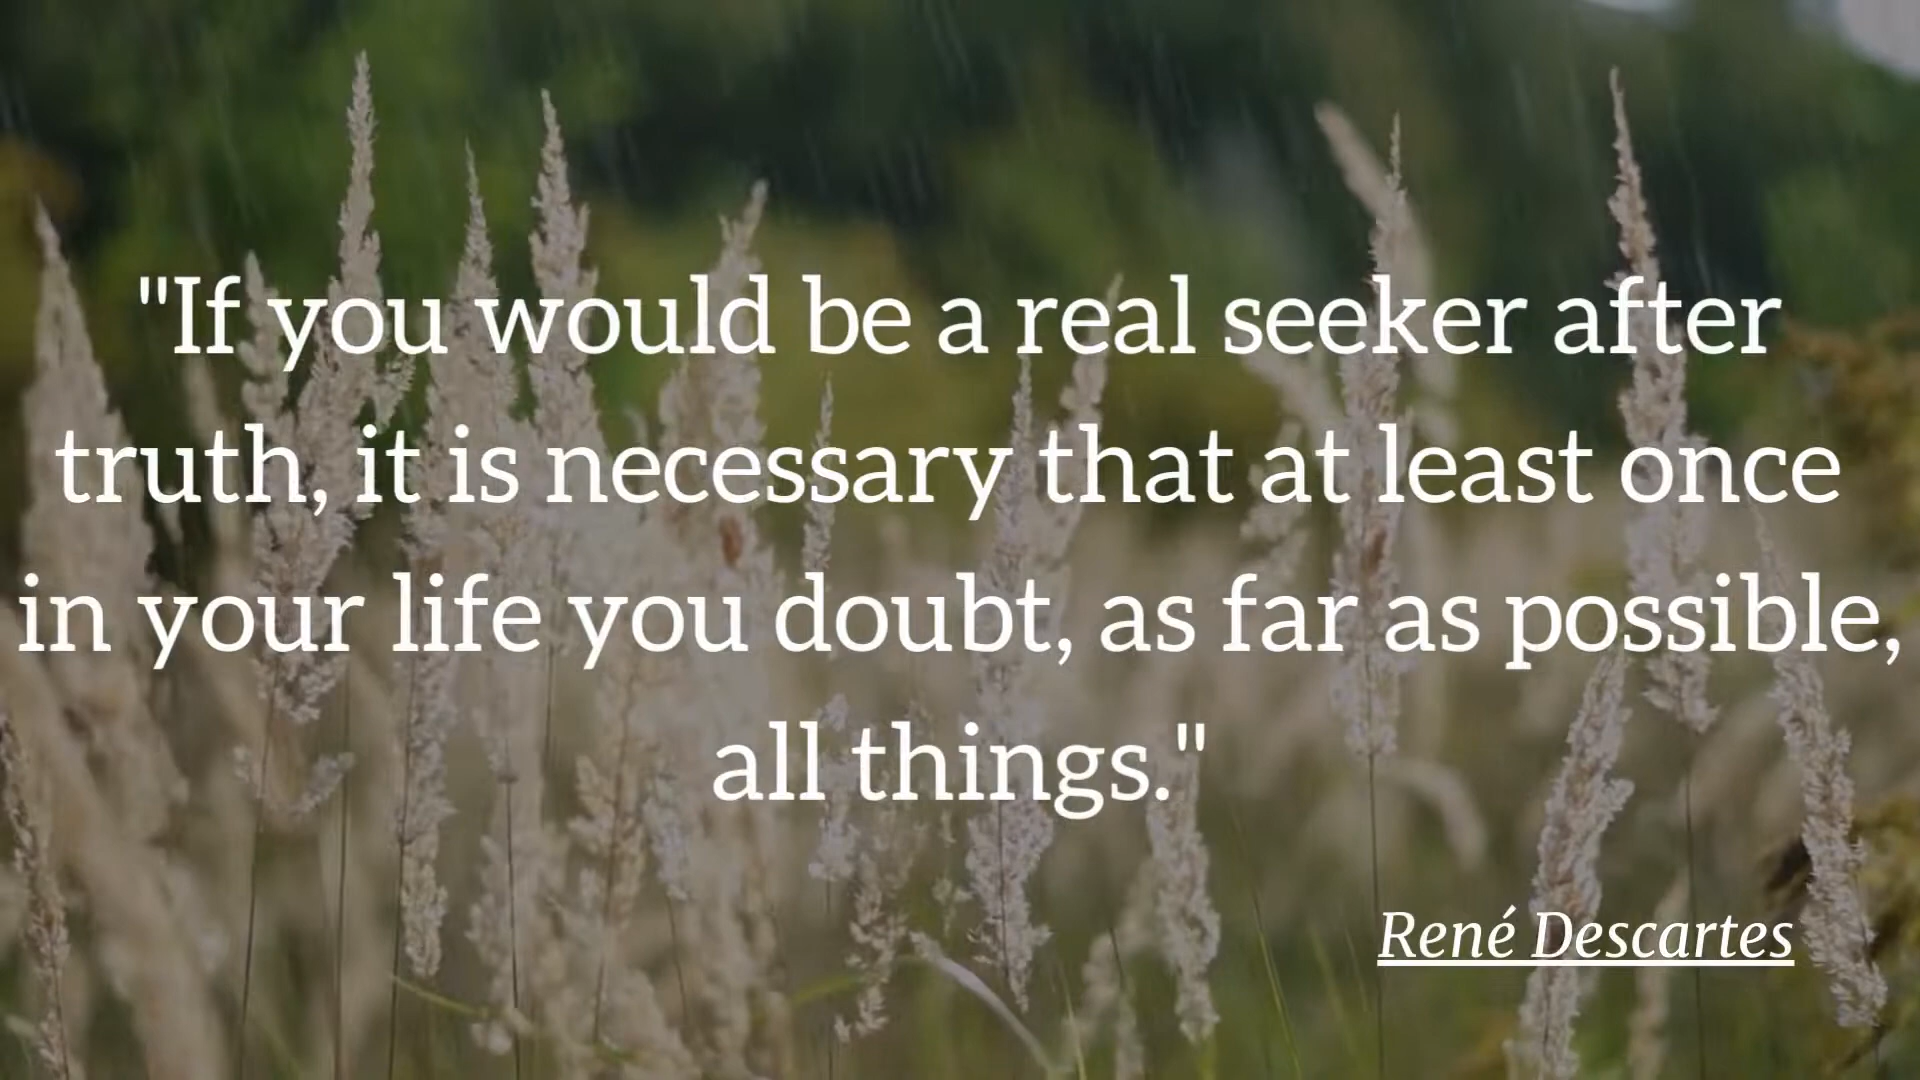 "If you would be a real seeker after
truth, it is necessary that at least once
in your life you doubt, as far as possible,
all things."
René Descartes